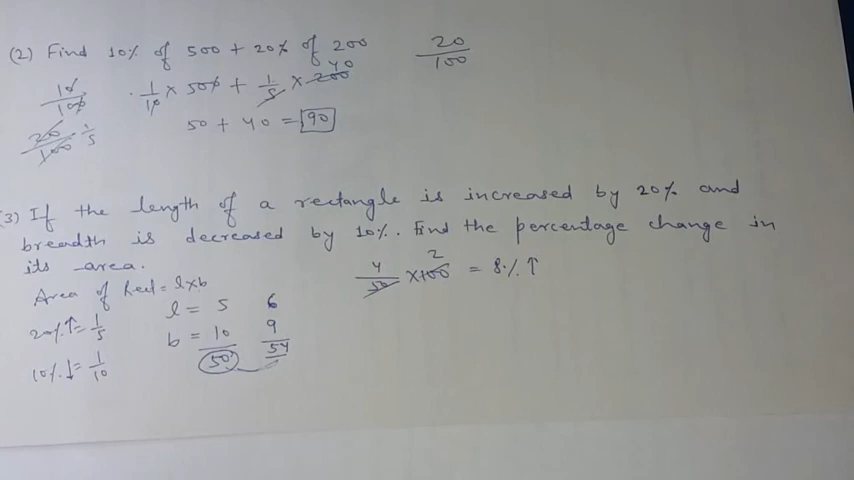 (2) Find 10% of 500 + 20% of 200
20/100
10/100 · 1/10 × 500 + 1/5 × 200 40
20/100 · 1/5
50 + 40 = 90
(3) If the length of a rectangle is increased by 20% and
breadth is decreased by 10%. Find the percentage change in
its area.
4/50 × 100 2 = 8% ↑
Area of Rect = l×b
20% ↑ = 1/5
l = 5 6
b = 10 9
50 54
10% ↓ = 1/10